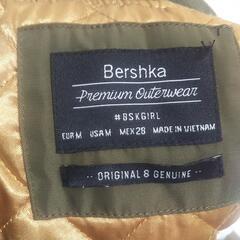 Bershka
Premium Outerwear
#BSKGIRL
EUR M USA M MEX 28 MADE IN VIETNAM
ORIGINAL & GENUINE